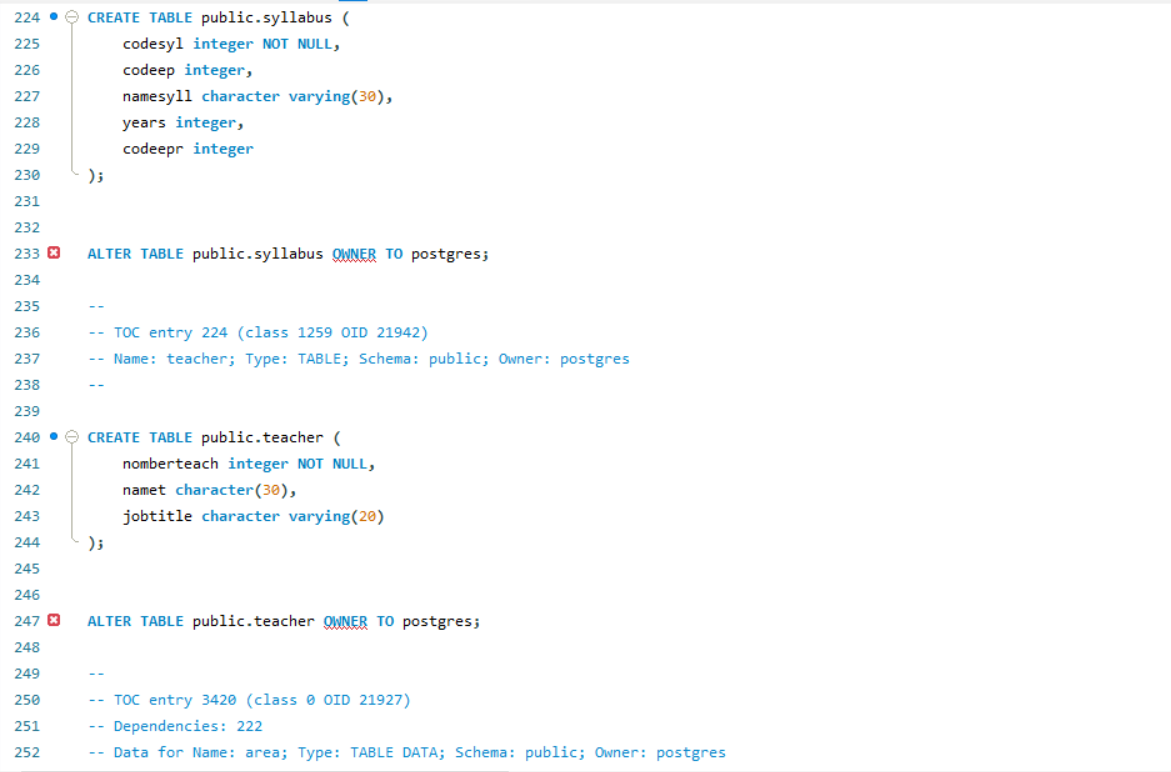 224 CREATE TABLE public.syllabus (
225 codesyl integer NOT NULL,
226 codeep integer,
227 namesyll character varying(30),
228 years integer,
229 codeepr integer
230 );
231
232
233 ALTER TABLE public.syllabus OWNER TO postgres;
234
235 --
236 -- TOC entry 224 (class 1259 OID 21942)
237 -- Name: teacher; Type: TABLE; Schema: public; Owner: postgres
238 --
239
240 CREATE TABLE public.teacher (
241 nomberteach integer NOT NULL,
242 namet character(30),
243 jobtitle character varying(20)
244 );
245
246
247 ALTER TABLE public.teacher OWNER TO postgres;
248
249 --
250 -- TOC entry 3420 (class 0 OID 21927)
251 -- Dependencies: 222
252 -- Data for Name: area; Type: TABLE DATA; Schema: public; Owner: postgres